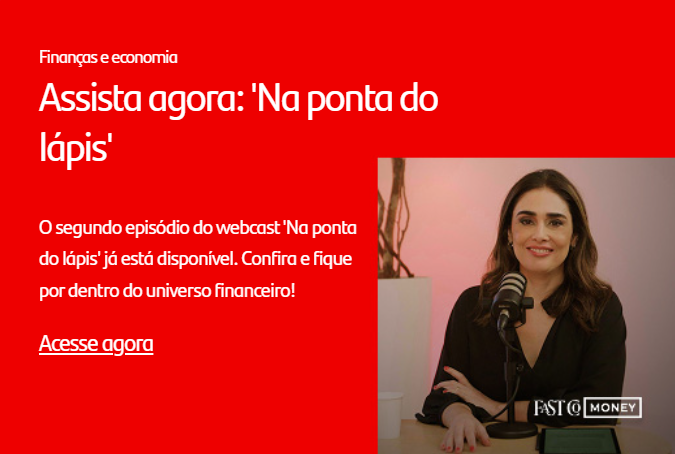 Finanças e economia
Assista agora: 'Na ponta do
lápis'
O segundo episódio do webcast 'Na ponta
do lápis' já está disponível. Confira e fique
por dentro do universo financeiro!
Acesse agora
FAST CO MONEY